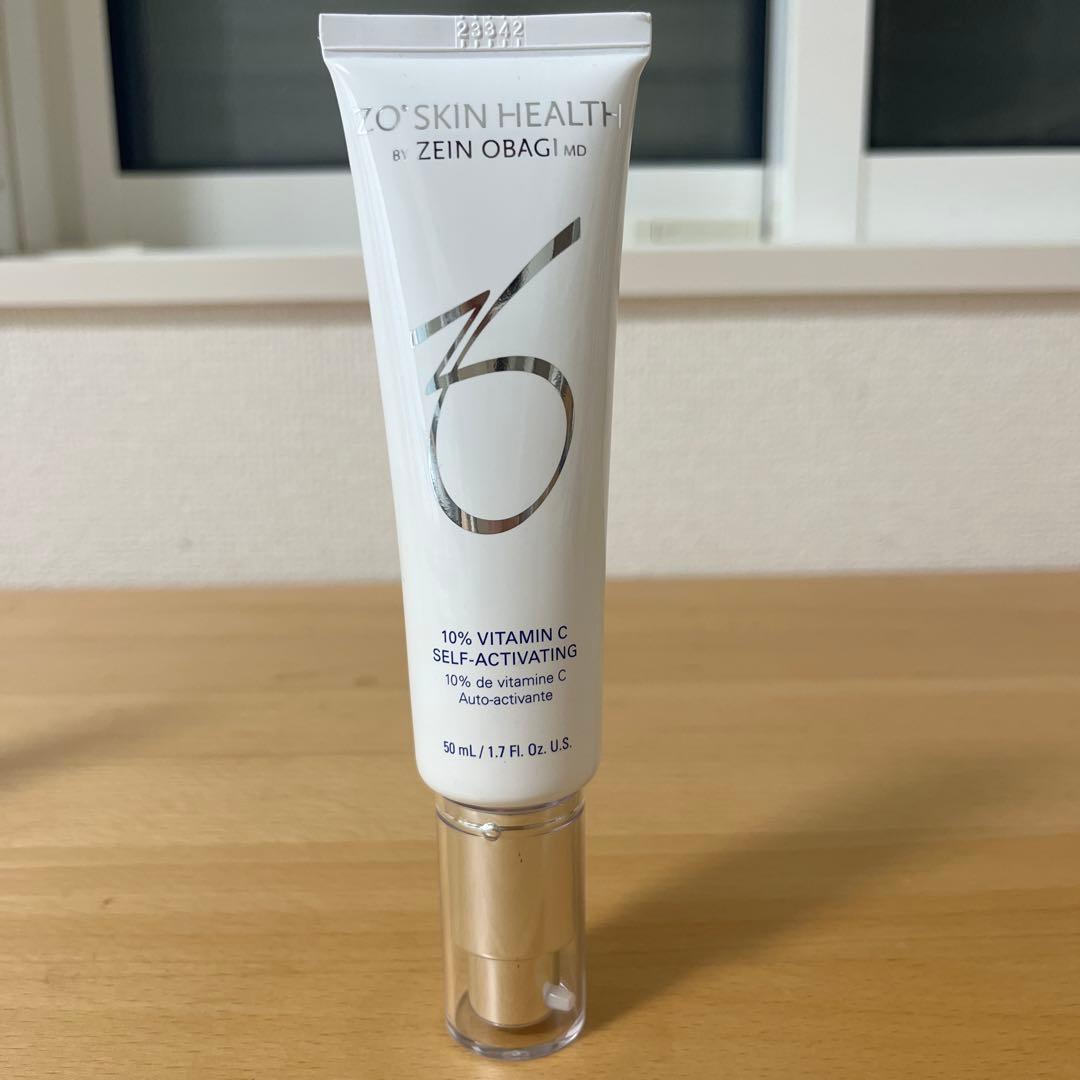 23342
ZO® SKIN HEALTH
BY ZEIN OBAGI MD
ZO
10% VITAMIN C
SELF-ACTIVATING
10% de vitamine C
Auto-activante
50 mL / 1.7 Fl. Oz. U.S.